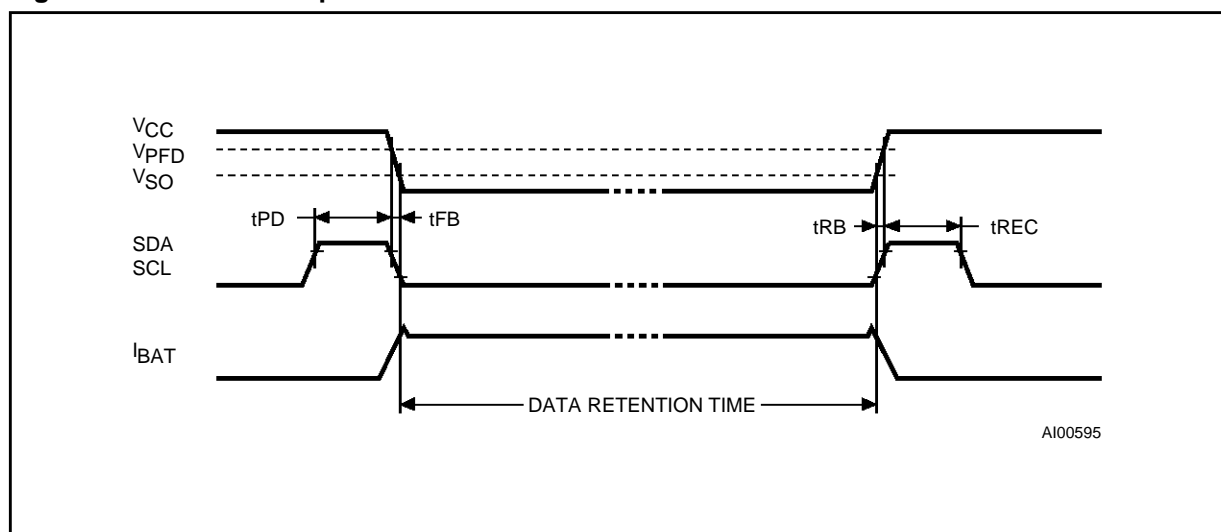 VCC
VPFD
VSO
tPD
tFB
tRB
tREC
SDA
SCL
IBAT
DATA RETENTION TIME
AI00595